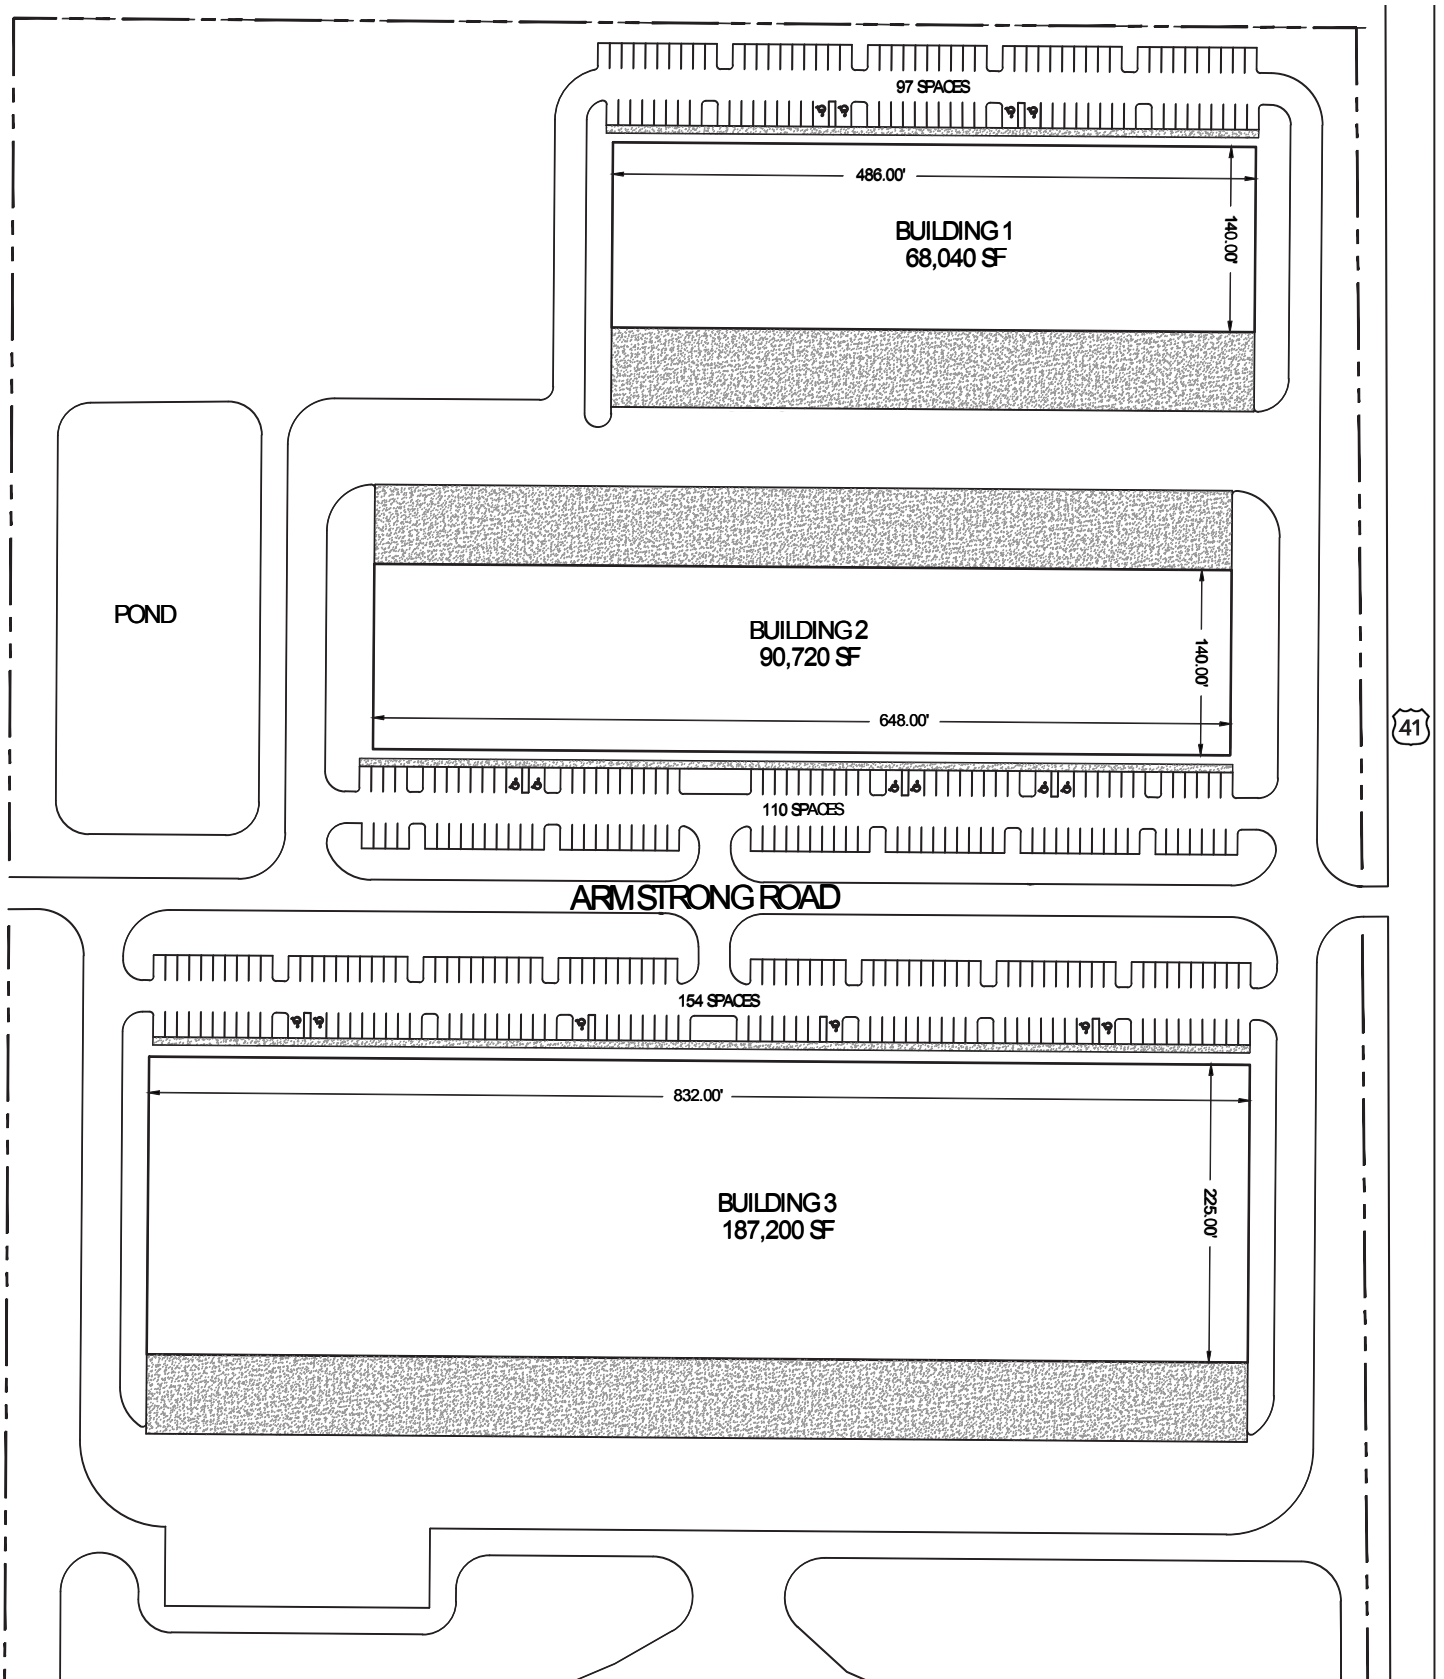 97 SPACES
486.00'
140.00'
BUILDING 1
68,040 SF
POND
BUILDING 2
90,720 SF
140.00'
648.00'
41
110 SPACES
ARMSTRONG ROAD
154 SPACES
832.00'
BUILDING 3
187,200 SF
225.00'